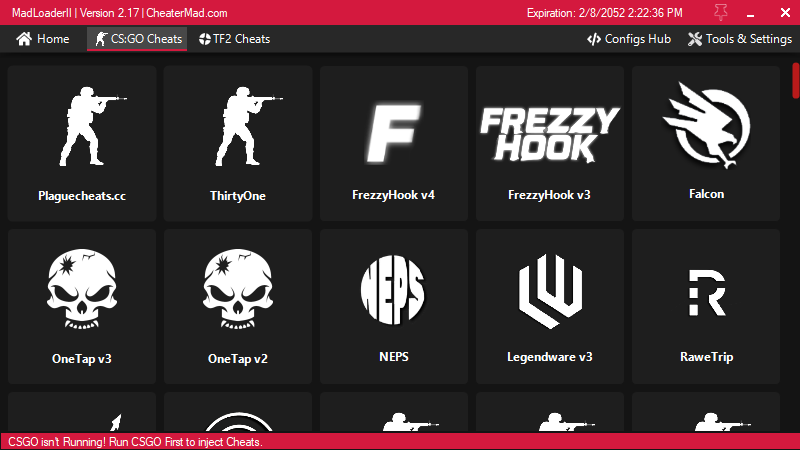 MadLoaderII | Version 2.17 | CheaterMad.com
Expiration: 2/8/2052 2:22:36 PM
Home
CS:GO Cheats
TF2 Cheats
Configs Hub
Tools & Settings
F
FREZZY
HOOK
Plaguecheats.cc
ThirtyOne
FrezzyHook v4
FrezzyHook v3
Falcon
NEPS
R
OneTap v3
OneTap v2
NEPS
Legendware v3
RaweTrip
CSGO isn't Running! Run CSGO First to inject Cheats.